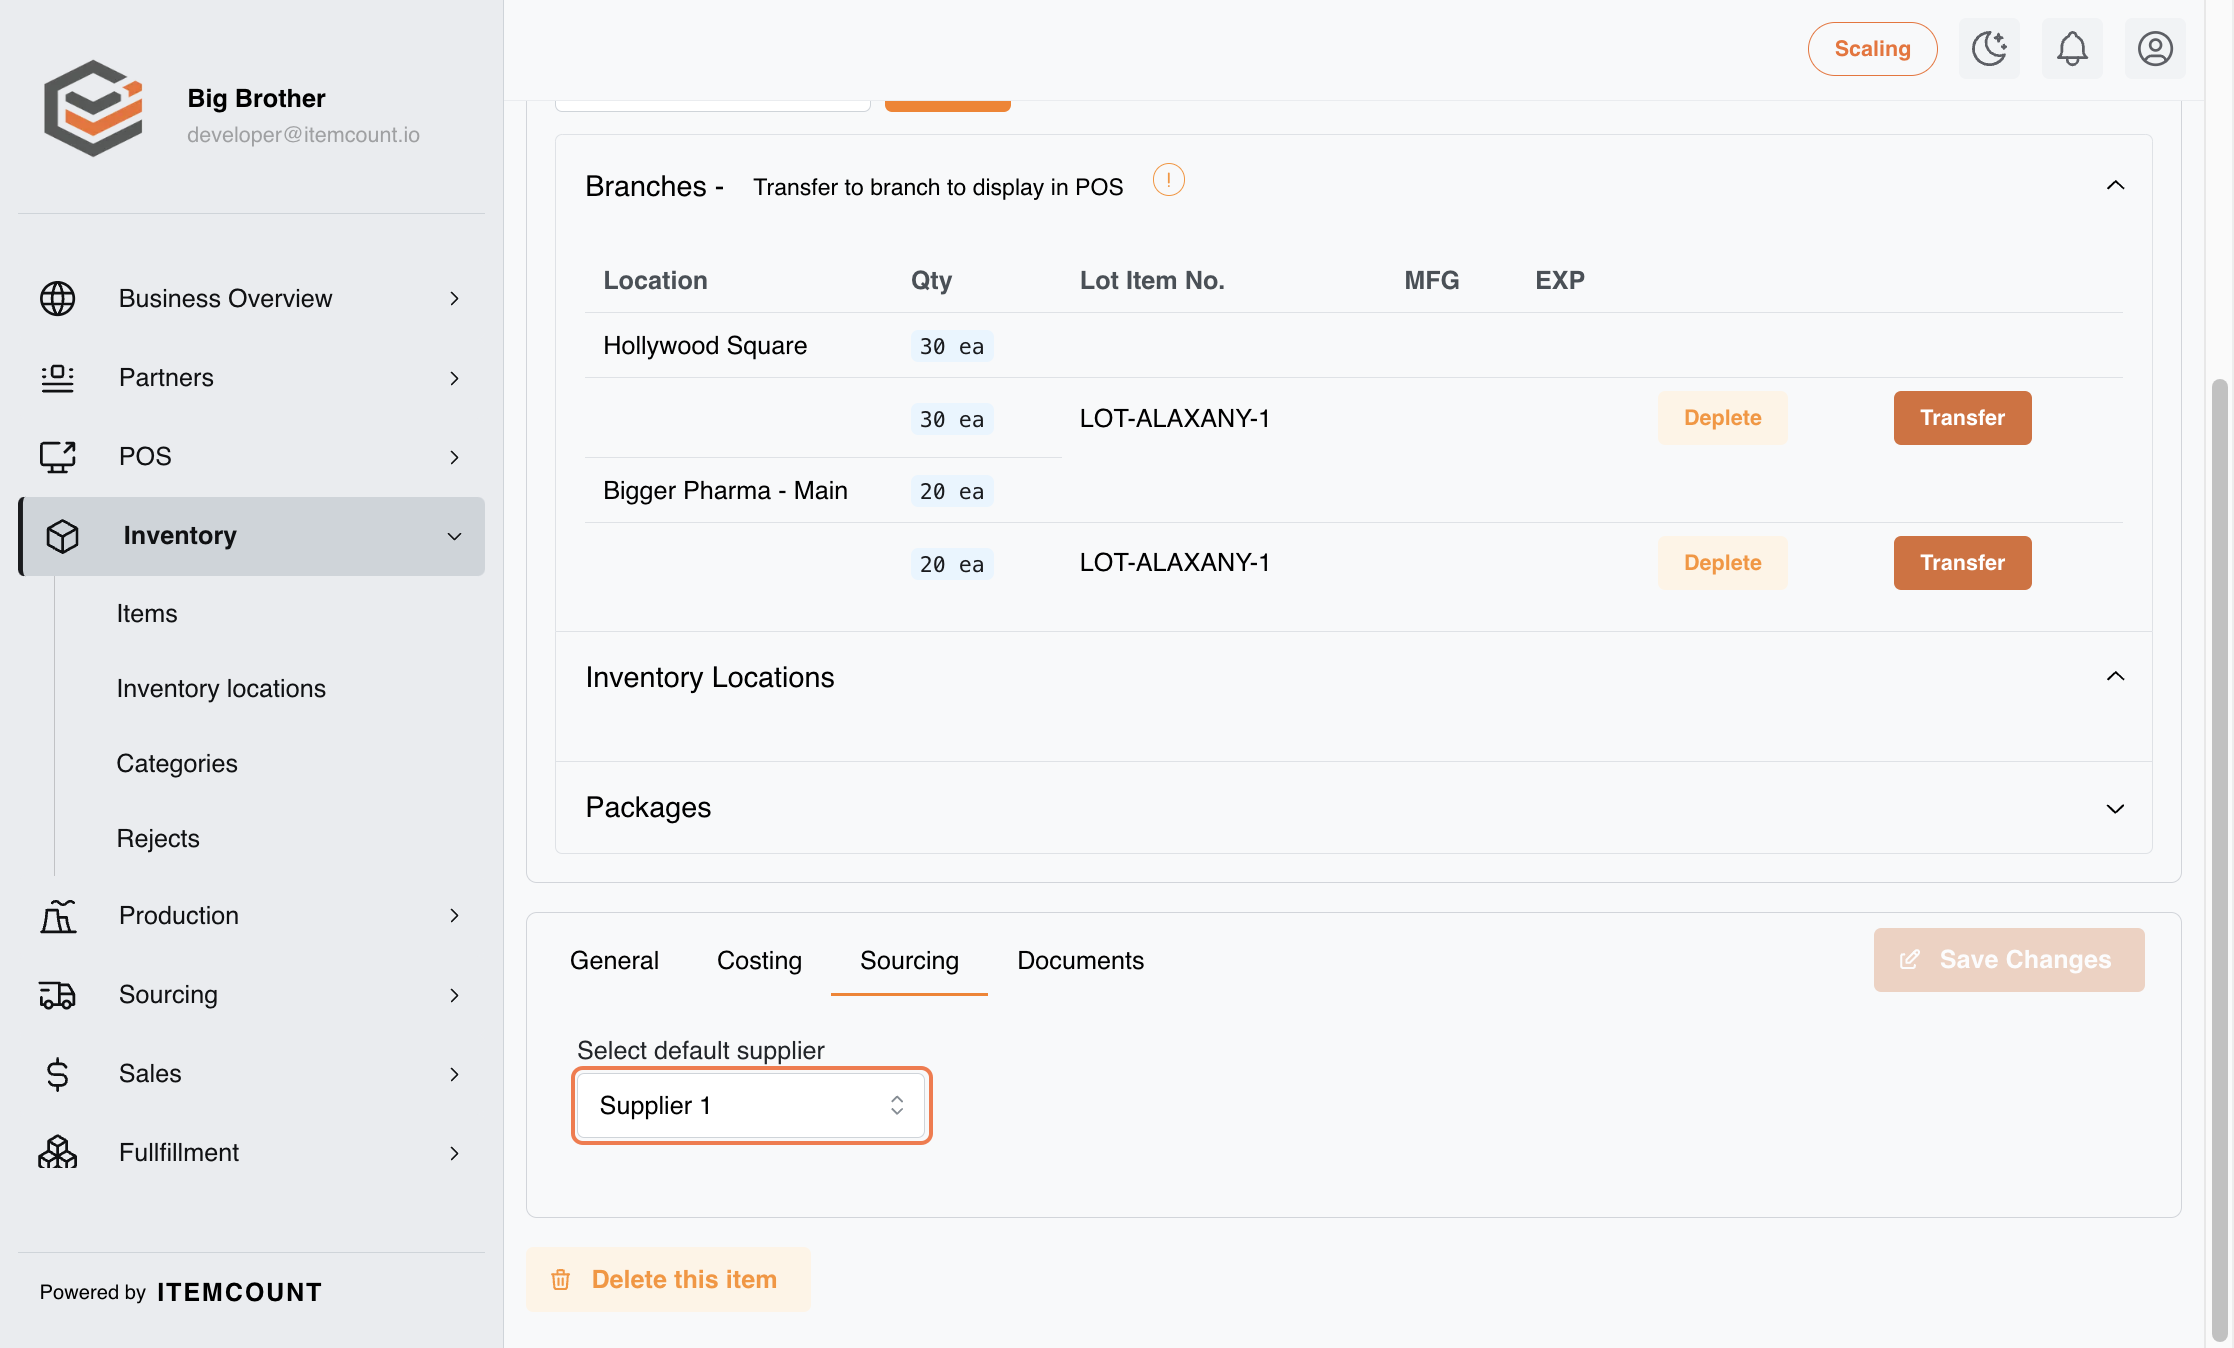 Big Brother
developer@itemcount.io
Business Overview
Partners
POS
Inventory
Items
Inventory locations
Categories
Rejects
Production
Sourcing
Sales
Fullfillment
Powered by ITEMCOUNT
Scaling
Branches - Transfer to branch to display in POS !
Location Qty Lot Item No. MFG EXP
Hollywood Square 30 ea
30 ea LOT-ALAXANY-1 Deplete Transfer
Bigger Pharma - Main 20 ea
20 ea LOT-ALAXANY-1 Deplete Transfer
Inventory Locations
Packages
General Costing Sourcing Documents Save Changes
Select default supplier
Supplier 1
Delete this item